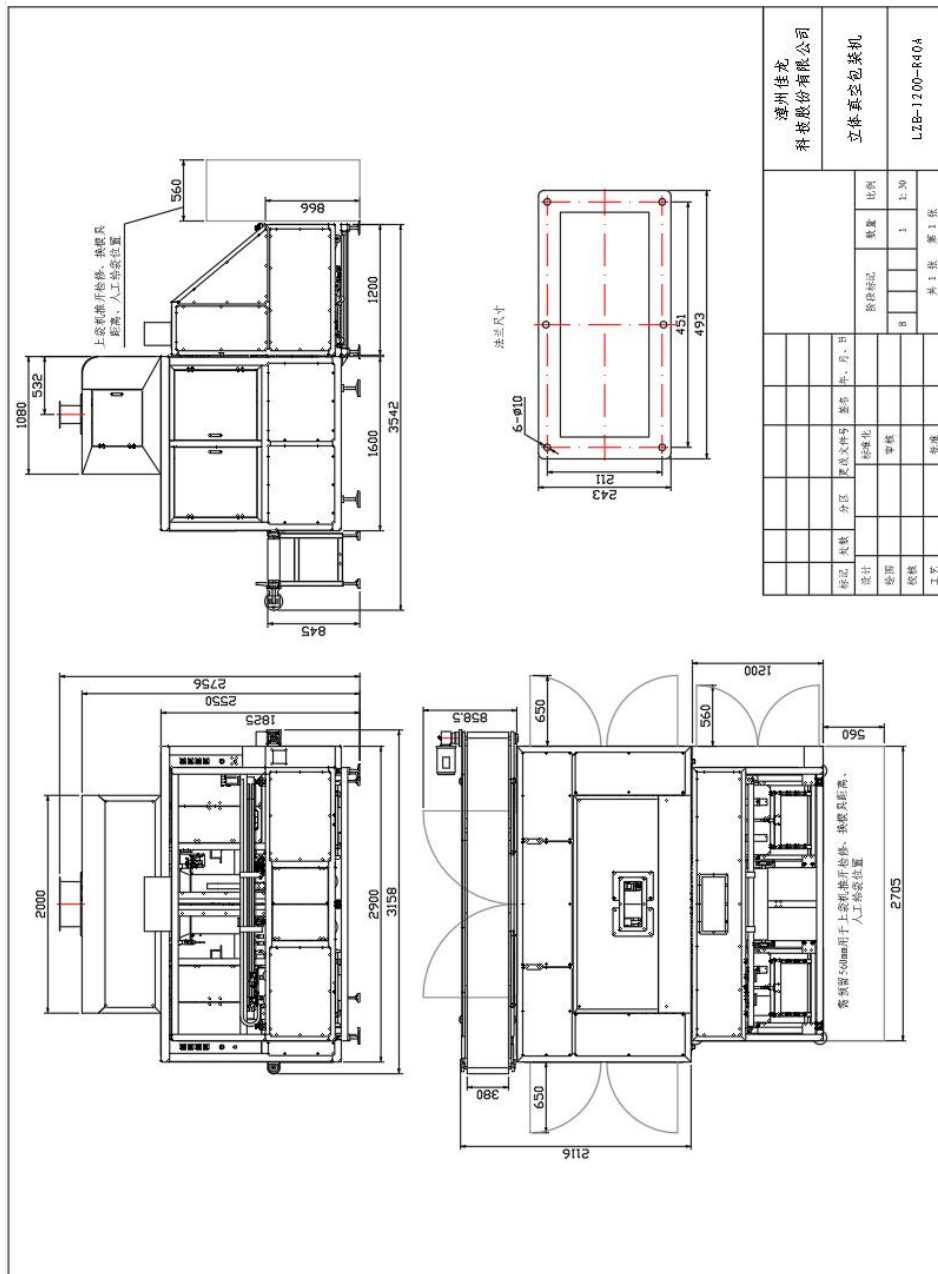 2000
2756
2550
1825
2900
3158
1080
532
上袋机推开检修、换模具
距离、人工给袋位置
560
866
845
1600
1200
3542
380
650
2116
858.5
650
560
1200
560
需预留560mm用于上袋机推开检修、换模具距离、
人工给袋位置
2705
法兰尺寸
6-ø10
211
243
451
493
标记 处数 分区 更改文件号 签名 年、月、日
设计 标准化
绘图 审核
校核
工艺 批准
阶段标记 数量 比例
B 1 1:30
共 1 张 第 1 张
漳州佳龙
科技股份有限公司
立体真空包装机
LZB-1200-R40A